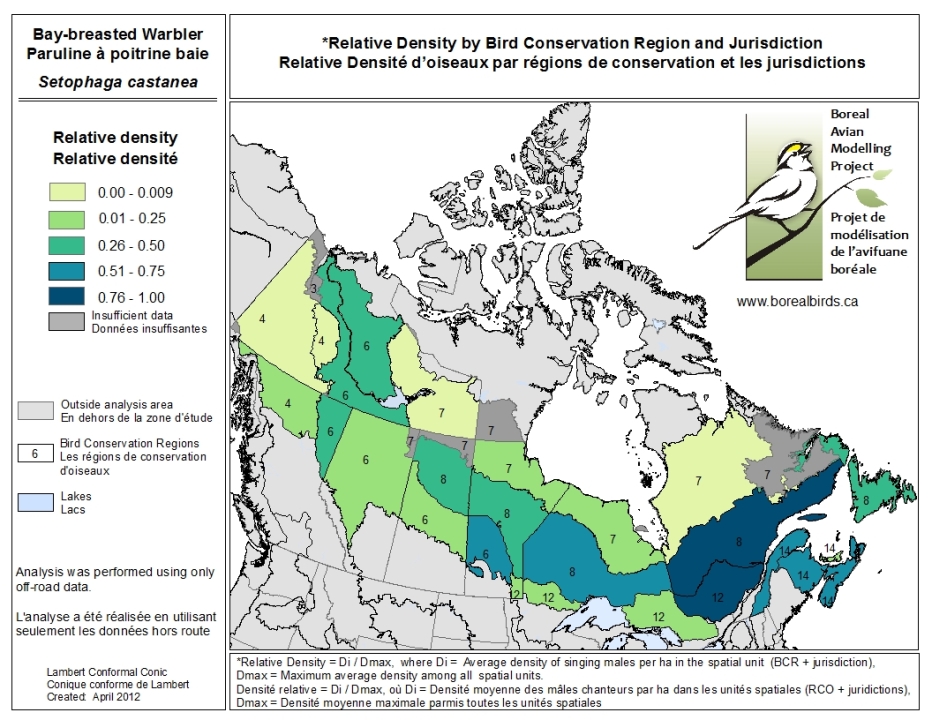 Bay-breasted Warbler
Paruline à poitrine baie
Setophaga castanea
Relative density
Relative densité
0.00 - 0.009
0.01 - 0.25
0.26 - 0.50
0.51 - 0.75
0.76 - 1.00
Insufficient data
Données insuffisantes
Outside analysis area
En dehors de la zone d'étude
6
Bird Conservation Regions
Les régions de conservation
d'oiseaux
Lakes
Lacs
Analysis was performed using only
off-road data.
L'analyse a été réalisée en utilisant
seulement les données hors route
Lambert Conformal Conic
Conique conforme de Lambert
Created: April 2012
*Relative Density by Bird Conservation Region and Jurisdiction
Relative Densité d'oiseaux par régions de conservation et les jurisdictions
Boreal
Avian
Modelling
Project
Projet de
modélisation
de l'avifuane
boréale
www.borealbirds.ca
3
4
4
6
4
6
6
7
7
7
7
6
7
8
6
8
6
8
7
12
12
2
7
7
8
12
8
14
14
14
14
*Relative Density = Di / Dmax, where Di = Average density of singing males per ha in the spatial unit (BCR + jurisdiction),
Dmax = Maximum average density among all spatial units.
Densité relative = Di / Dmax, où Di = Densité moyenne des mâles chanteurs par ha dans les unités spatiales (RCO + juridictions),
Dmax = Densité moyenne maximale parmis toutes les unités spatiales